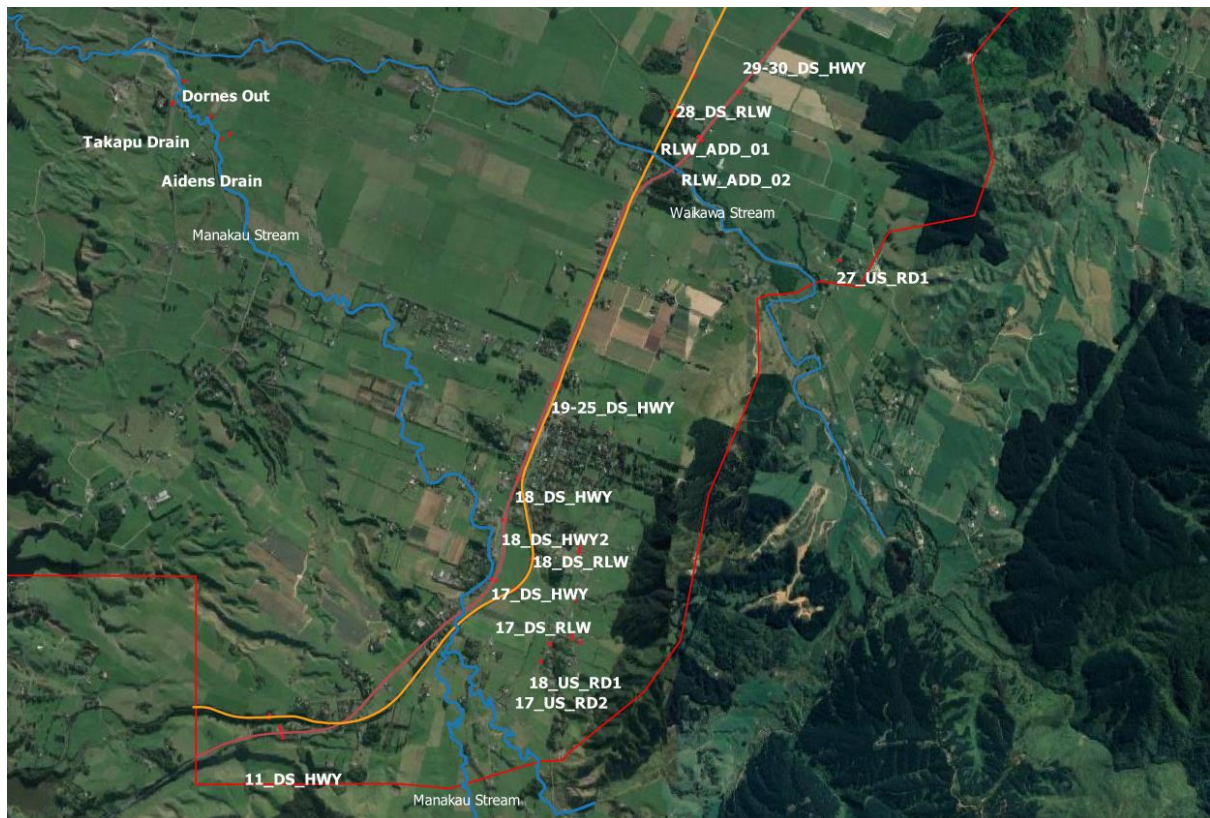 29-30_DS_HWY
Dornes Out
28_DS_RLW
Takapu Drain
RLW_ADD_01
Aidens Drain
RLW_ADD_02
Waikawa Stream
Manakau Stream
27_US_RD1
19-25_DS_HWY
18_DS_HWY
18_DS_HWY2
18_DS_RLW
17_DS_HWY
17_DS_RLW
18_US_RD1
17_US_RD2
11_DS_HWY
Manakau Stream